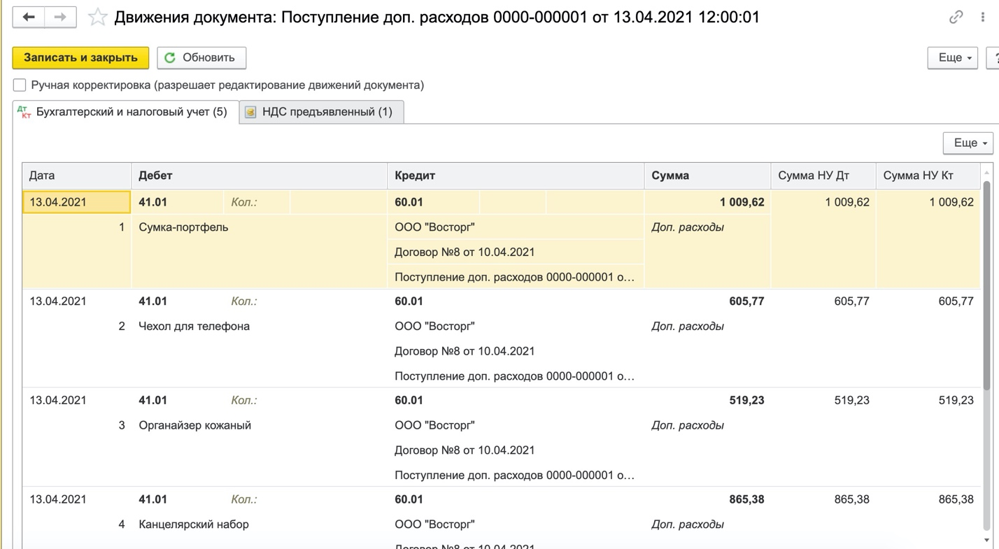 Движения документа: Поступление доп. расходов 0000-000001 от 13.04.2021 12:00:01
Записать и закрыть Обновить Еще ?
Ручная корректировка (разрешает редактирование движений документа)
Дт Кт Бухгалтерский и налоговый учет (5) НДС предъявленный (1)
Еще
Дата Дебет Кредит Сумма Сумма НУ Дт Сумма НУ Кт
13.04.2021 41.01 Кол.: 60.01 1 009,62 1 009,62 1 009,62
1 Сумка-портфель ООО "Восторг" Доп. расходы
Договор №8 от 10.04.2021
Поступление доп. расходов 0000-000001 о...
13.04.2021 41.01 Кол.: 60.01 605,77 605,77 605,77
2 Чехол для телефона ООО "Восторг" Доп. расходы
Договор №8 от 10.04.2021
Поступление доп. расходов 0000-000001 о...
13.04.2021 41.01 Кол.: 60.01 519,23 519,23 519,23
3 Органайзер кожаный ООО "Восторг" Доп. расходы
Договор №8 от 10.04.2021
Поступление доп. расходов 0000-000001 о...
13.04.2021 41.01 Кол.: 60.01 865,38 865,38 865,38
4 Канцелярский набор ООО "Восторг" Доп. расходы
Договор №8 от 10.04.2021